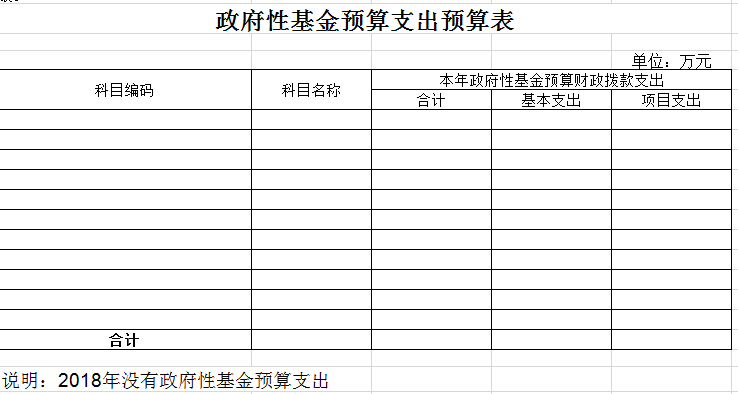 政府性基金预算支出预算表
单位：万元
科目编码 科目名称 本年政府性基金预算财政拨款支出
合计 基本支出 项目支出
合计
说明：2018年没有政府性基金预算支出